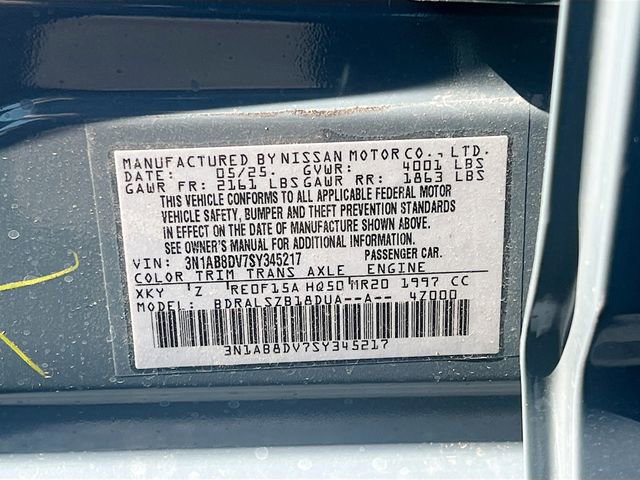 MANUFACTURED BY NISSAN MOTOR CO., LTD.
DATE: 05/25. GVWR: 4001 LBS
GAWR FR: 2161 LBS GAWR RR: 1863 LBS
THIS VEHICLE CONFORMS TO ALL APPLICABLE FEDERAL MOTOR
VEHICLE SAFETY, BUMPER AND THEFT PREVENTION STANDARDS
IN EFFECT ON THE DATE OF MANUFACTURE SHOWN ABOVE.
SEE OWNER'S MANUAL FOR ADDITIONAL INFORMATION.
VIN: 3N1AB8DV7SY345217 PASSENGER CAR.
COLOR TRIM TRANS AXLE ENGINE
XKY Z RE0F15A HQ50 MR20 1997 CC
MODEL: BDRALSZB18DUA--A-- 47000
3N1AB8DV7SY345217